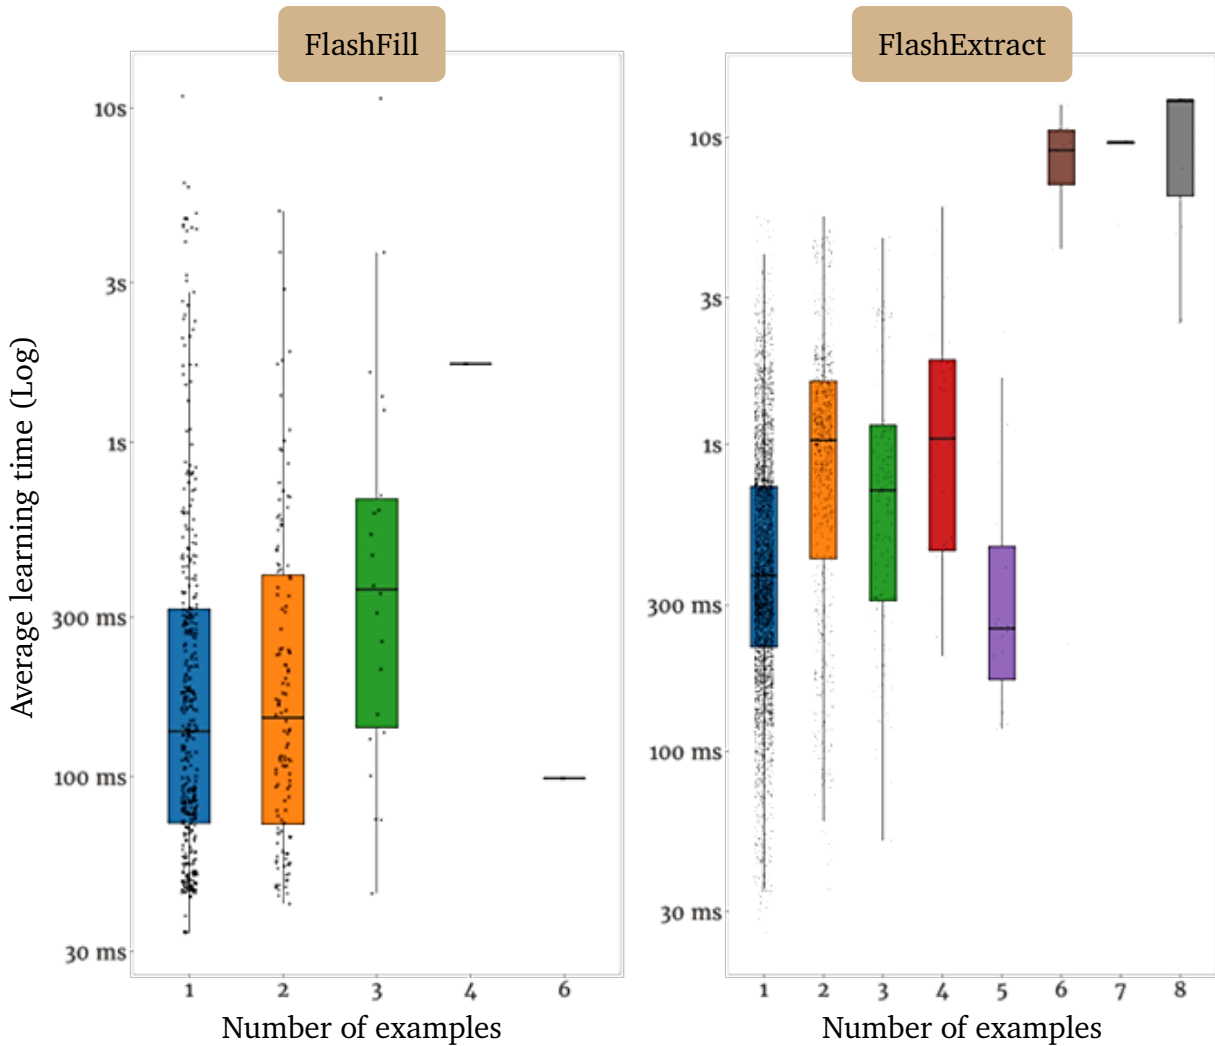 FlashFill
FlashExtract
Average learning time (Log)
10s
3s
1s
300 ms
100 ms
30 ms
1 2 3 4 6
Number of examples
10s
3s
1s
300 ms
100 ms
30 ms
1 2 3 4 5 6 7 8
Number of examples